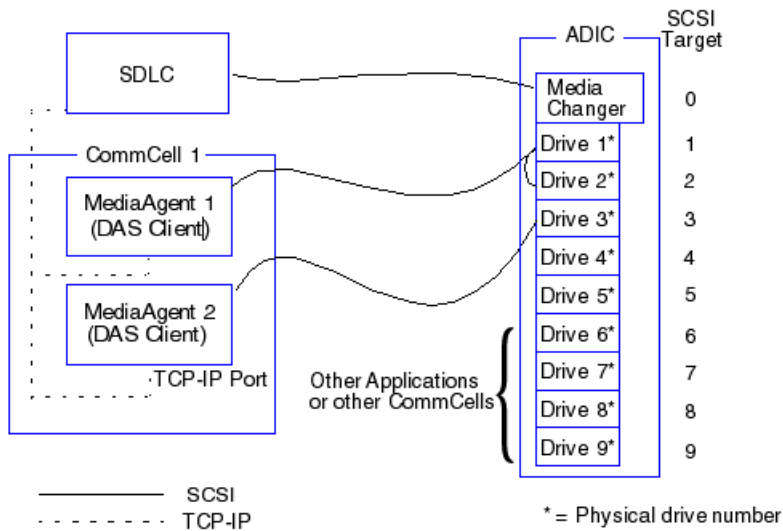 SDLC
CommCell 1
MediaAgent 1
(DAS Client)
MediaAgent 2
(DAS Client)
TCP-IP Port
ADIC
SCSI
Target
Media
Changer
0
Drive 1*
1
Drive 2*
2
Drive 3*
3
Drive 4*
4
Drive 5*
5
Drive 6*
6
Drive 7*
7
Drive 8*
8
Drive 9*
9
Other Applications
or other CommCells
SCSI
TCP-IP
* = Physical drive number